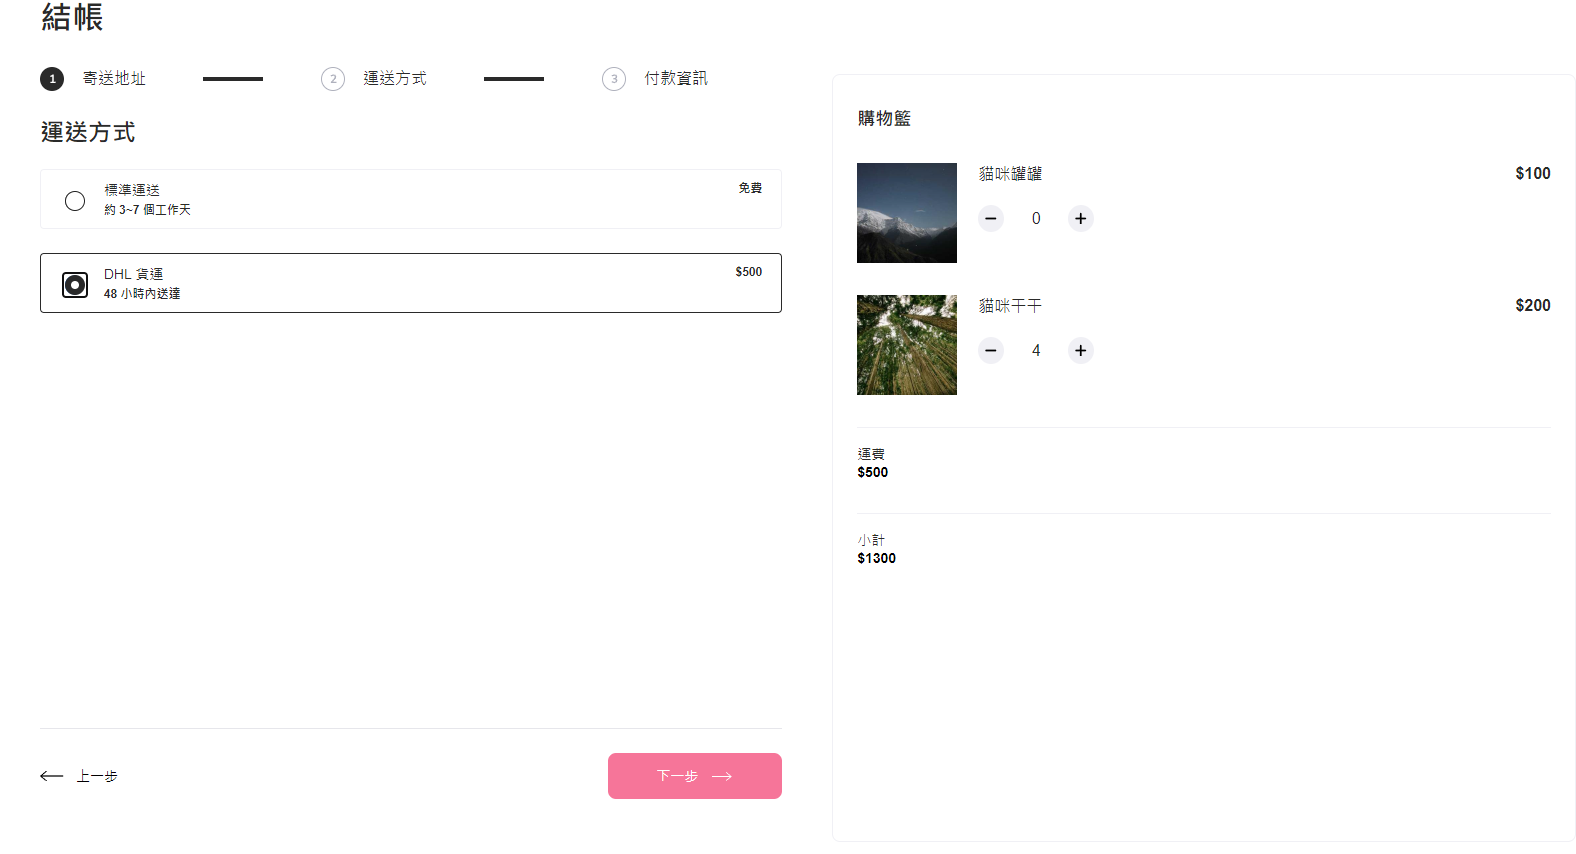 結帳
1 寄送地址
2 運送方式
3 付款資訊
運送方式
標準運送
免費
約 3~7 個工作天
DHL 貨運
$500
48 小時內送達
上一步
下一步
購物籃
貓咪罐罐
$100
0
貓咪干干
$200
4
運費
$500
小計
$1300